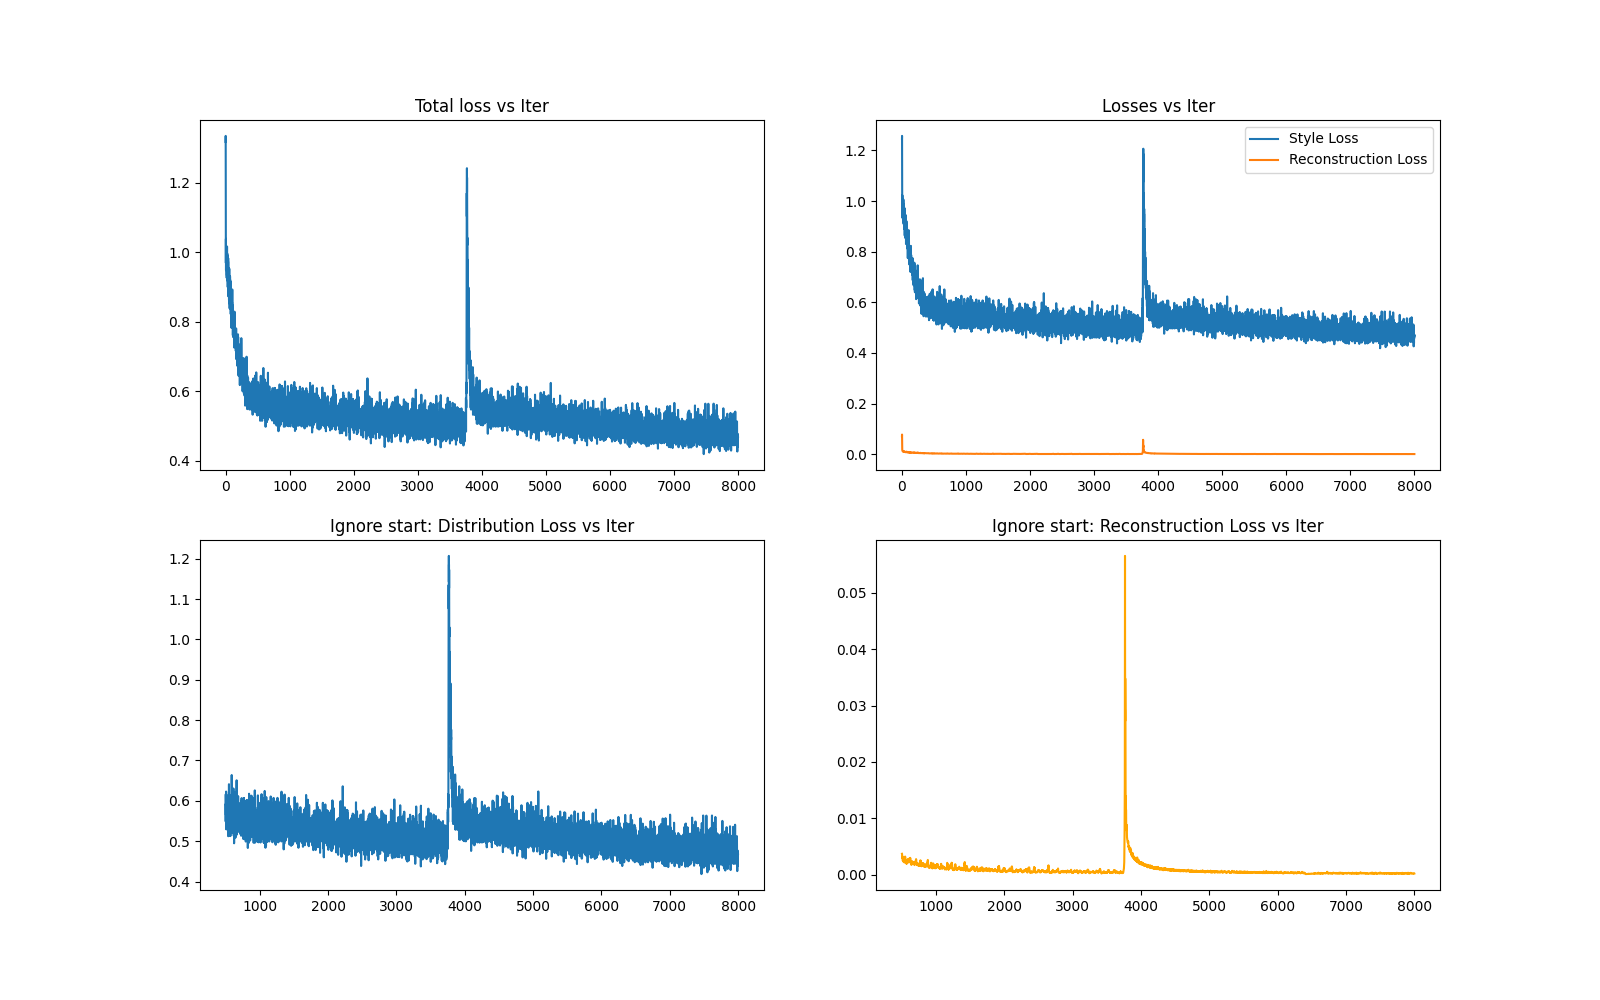 Total loss vs Iter
1.2
1.0
0.8
0.6
0.4
0 1000 2000 3000 4000 5000 6000 7000 8000
Losses vs Iter
Style Loss
Reconstruction Loss
1.2
1.0
0.8
0.6
0.4
0.2
0.0
0 1000 2000 3000 4000 5000 6000 7000 8000
Ignore start: Distribution Loss vs Iter
1.2
1.1
1.0
0.9
0.8
0.7
0.6
0.5
0.4
1000 2000 3000 4000 5000 6000 7000 8000
Ignore start: Reconstruction Loss vs Iter
0.05
0.04
0.03
0.02
0.01
0.00
1000 2000 3000 4000 5000 6000 7000 8000